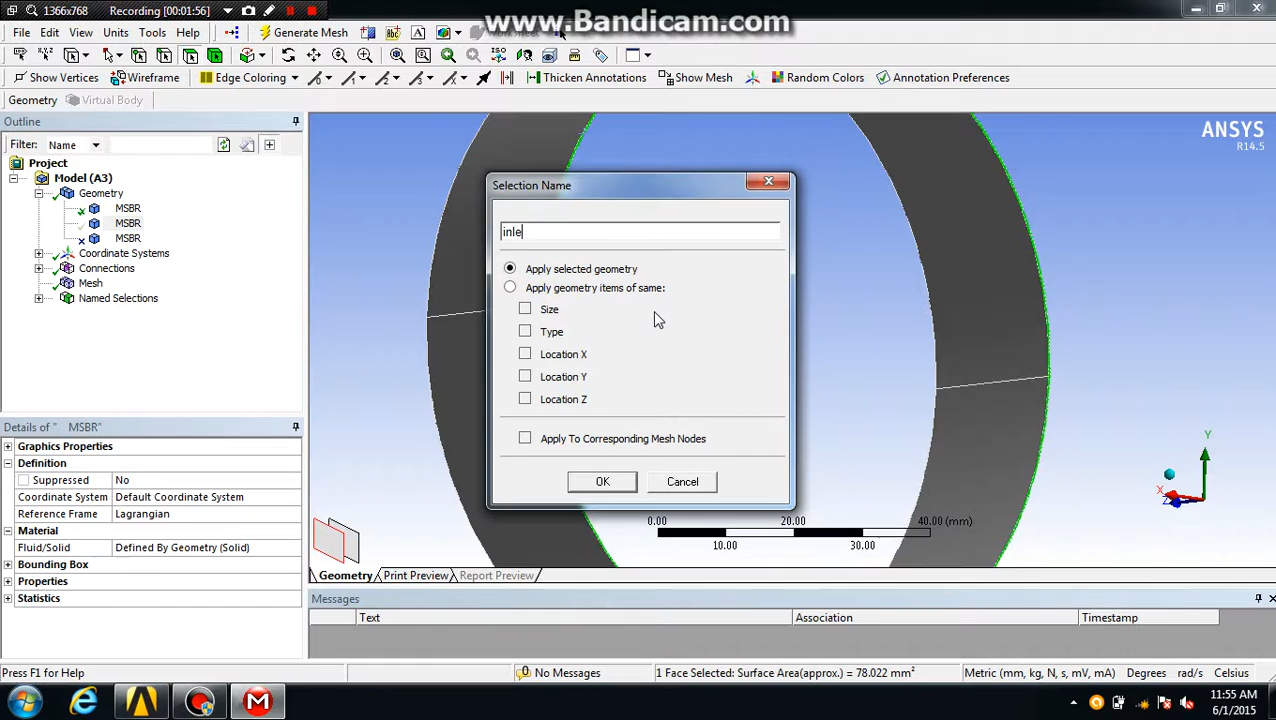 1366x768 Recording [00:01:56]
www.Bandicam.com
File Edit View Units Tools Help Generate Mesh A Worksheet
Show Vertices Wireframe Edge Coloring Thicken Annotations Show Mesh Random Colors Annotation Preferences
Geometry Virtual Body
Outline
Filter: Name
Project
Model (A3)
Geometry
MSBR
MSBR
MSBR
Coordinate Systems
Connections
Mesh
Named Selections
Details of "MSBR"
Graphics Properties
Definition
Suppressed No
Coordinate System Default Coordinate System
Reference Frame Lagrangian
Material
Fluid/Solid Defined By Geometry (Solid)
Bounding Box
Properties
Statistics
ANSYS
R14.5
Selection Name
inle
Apply selected geometry
Apply geometry items of same:
Size
Type
Location X
Location Y
Location Z
Apply To Corresponding Mesh Nodes
OK Cancel
Y
X
Z
0.00 20.00 40.00 (mm)
10.00 30.00
Geometry Print Preview Report Preview
Messages
Text Association Timestamp
Press F1 for Help 0 No Messages 1 Face Selected: Surface Area(approx.) = 78.022 mm² Metric (mm, kg, N, s, mV, mA) Degrees rad/s Celsius
11:55 AM
6/1/2015